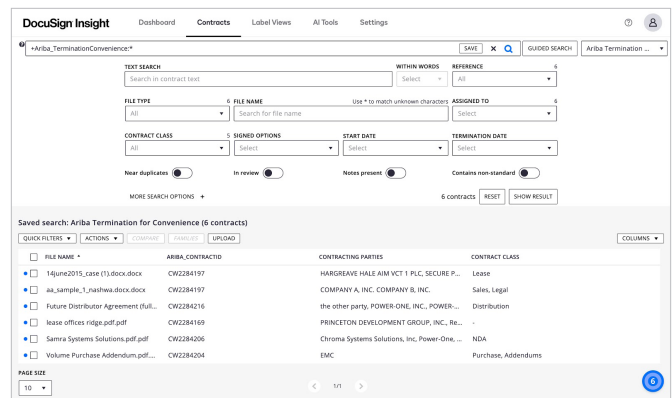 DocuSign Insight Dashboard Contracts Label Views AI Tools Settings
+Ariba_TerminationConvenience:* SAVE X GUIDED SEARCH Ariba Termination ...
TEXT SEARCH WITHIN WORDS REFERENCE 6
Search in contract text Select All
FILE TYPE 6 FILE NAME Use * to match unknown characters ASSIGNED TO 6
All Search for file name Select
CONTRACT CLASS 5 SIGNED OPTIONS START DATE TERMINATION DATE
All Select Select Select
Near duplicates In review Notes present Contains non-standard
MORE SEARCH OPTIONS + 6 contracts RESET SHOW RESULT
Saved search: Ariba Termination for Convenience (6 contracts)
QUICK FILTERS ACTIONS COMPARE FAMILIES UPLOAD COLUMNS
FILE NAME ARIBA_CONTRACTID CONTRACTING PARTIES CONTRACT CLASS
14june2015_case (1).docx.docx CW2284197 HARGREAVE HALE AIM VCT 1 PLC, SECURE P... Lease
aa_sample_1_nashwa.docx.docx CW2284197 COMPANY A, INC. COMPANY B, INC. Sales, Legal
Future Distributor Agreement (full... CW2284216 the other party, POWER-ONE, INC., POWER-... Distribution
lease offices ridge.pdf.pdf CW2284169 PRINCETON DEVELOPMENT GROUP, INC., Re... -
Samra Systems Solutions.pdf.pdf CW2284206 Chroma Systems Solutions, Inc, Power-One, ... NDA
Volume Purchase Addendum.pdf.... CW2284204 EMC Purchase, Addendums
PAGE SIZE
10 < 1/1 > 6